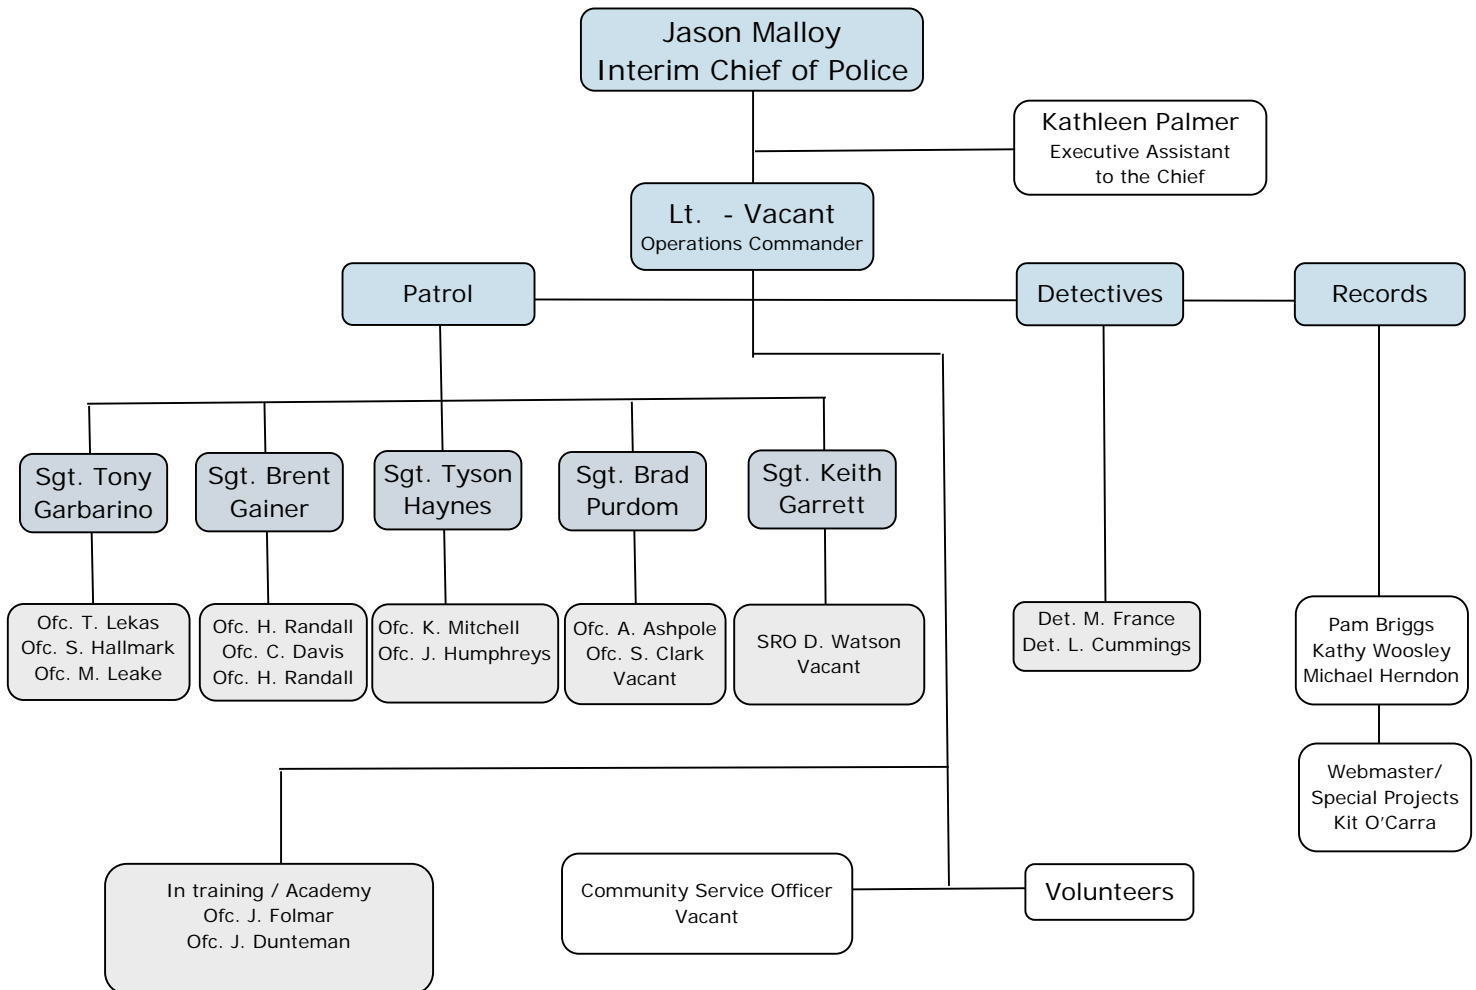 Jason Malloy
Interim Chief of Police
Kathleen Palmer
Executive Assistant
to the Chief
Lt.  - Vacant
Operations Commander
Patrol
Detectives
Records
Sgt. Tony
Garbarino
Sgt. Brent
Gainer
Sgt. Tyson
Haynes
Sgt. Brad
Purdom
Sgt. Keith
Garrett
Ofc. T. Lekas
Ofc. S. Hallmark
Ofc. M. Leake
Ofc. H. Randall
Ofc. C. Davis
Ofc. H. Randall
Ofc. K. Mitchell
Ofc. J. Humphreys
Ofc. A. Ashpole
Ofc. S. Clark
Vacant
SRO D. Watson
Vacant
Det. M. France
Det. L. Cummings
Pam Briggs
Kathy Woosley
Michael Herndon
Webmaster/
Special Projects
Kit O’Carra
In training / Academy
Ofc. J. Folmar
Ofc. J. Dunteman
Community Service Officer
Vacant
Volunteers